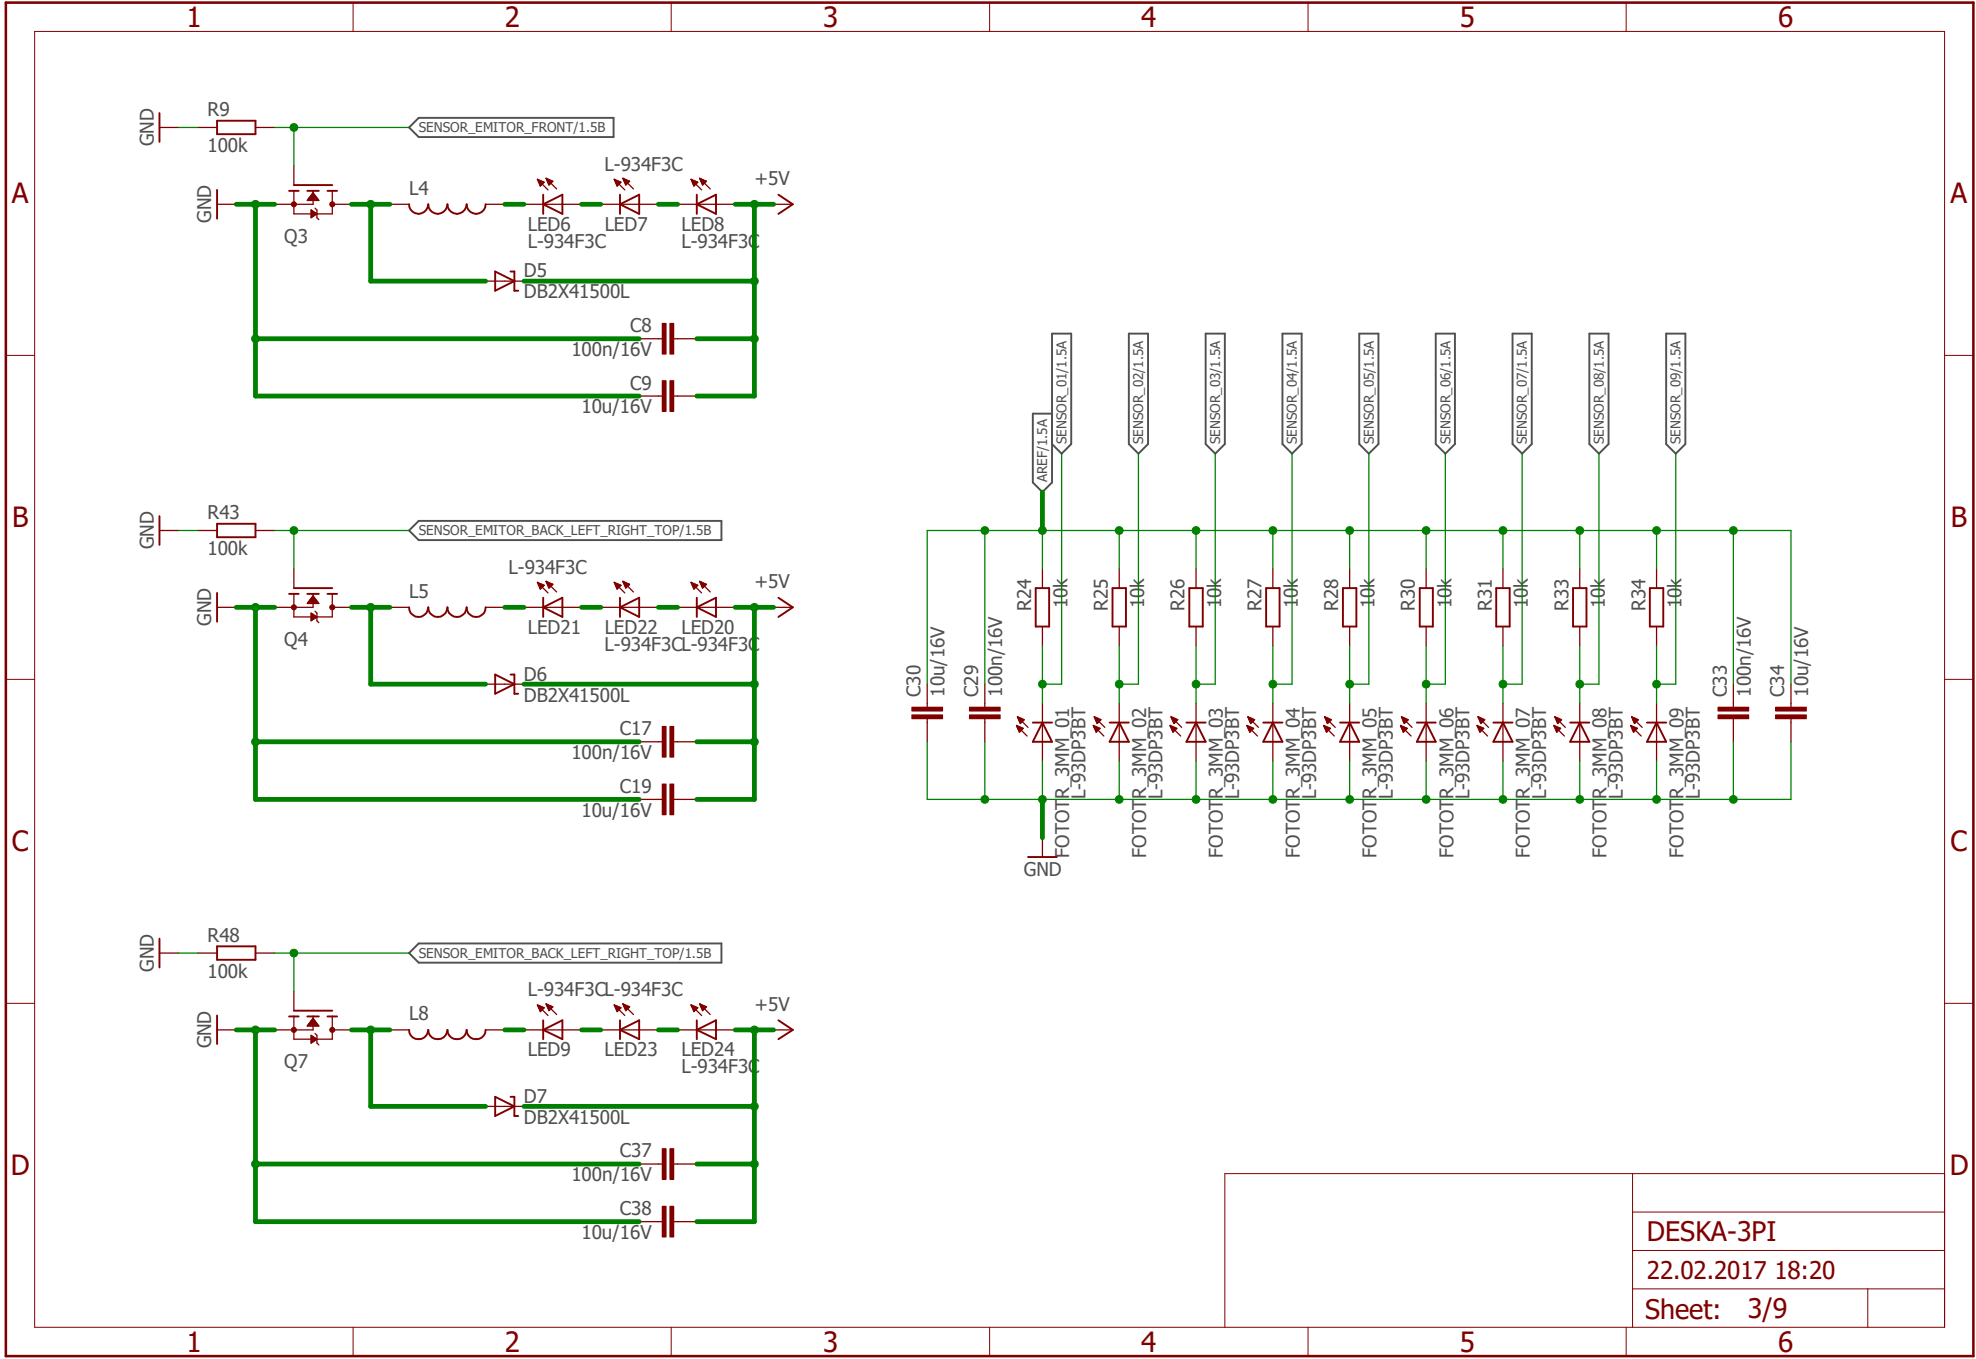 1 2 3 4 5 6
A A
B B
C C
D D
GND
R9
100k
SENSOR_EMITOR_FRONT/1.5B
GND
Q3
L4
L-934F3C
LED6
L-934F3C
LED7
LED8
L-934F3C
+5V
D5
DB2X41500L
C8
100n/16V
C9
10u/16V
GND
R43
100k
SENSOR_EMITOR_BACK_LEFT_RIGHT_TOP/1.5B
GND
Q4
L5
L-934F3C
LED21
LED22
L-934F3C
LED20
L-934F3C
+5V
D6
DB2X41500L
C17
100n/16V
C19
10u/16V
GND
R48
100k
SENSOR_EMITOR_BACK_LEFT_RIGHT_TOP/1.5B
GND
Q7
L8
L-934F3C
L-934F3C
LED9
LED23
LED24
L-934F3C
+5V
D7
DB2X41500L
C37
100n/16V
C38
10u/16V
AREF/1.5A
SENSOR_01/1.5A
SENSOR_02/1.5A
SENSOR_03/1.5A
SENSOR_04/1.5A
SENSOR_05/1.5A
SENSOR_06/1.5A
SENSOR_07/1.5A
SENSOR_08/1.5A
SENSOR_09/1.5A
R24
10k
R25
10k
R26
10k
R27
10k
R28
10k
R30
10k
R31
10k
R33
10k
R34
10k
C30
10u/16V
C29
100n/16V
C33
100n/16V
C34
10u/16V
FOTOTR_3MM_01
L-93DP3BT
FOTOTR_3MM_02
L-93DP3BT
FOTOTR_3MM_03
L-93DP3BT
FOTOTR_3MM_04
L-93DP3BT
FOTOTR_3MM_05
L-93DP3BT
FOTOTR_3MM_06
L-93DP3BT
FOTOTR_3MM_07
L-93DP3BT
FOTOTR_3MM_08
L-93DP3BT
FOTOTR_3MM_09
L-93DP3BT
GND
DESKA-3PI
22.02.2017 18:20
Sheet: 3/9
1 2 3 4 5 6